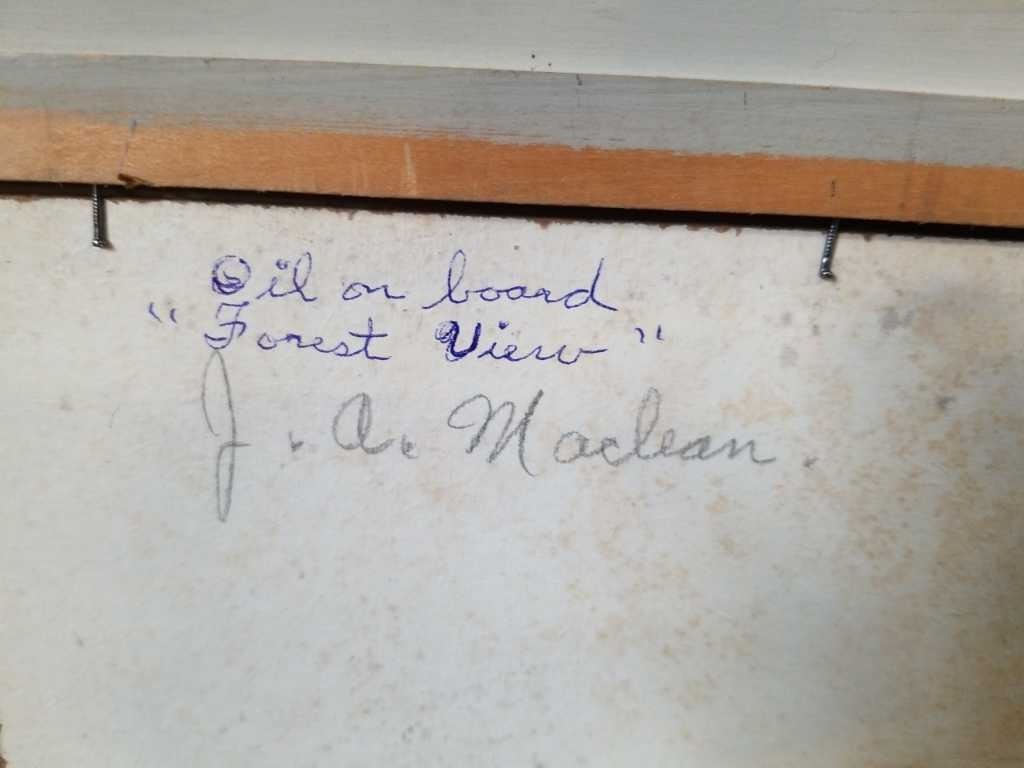 Oil on board
"Forest View"
J. A. Maclean.